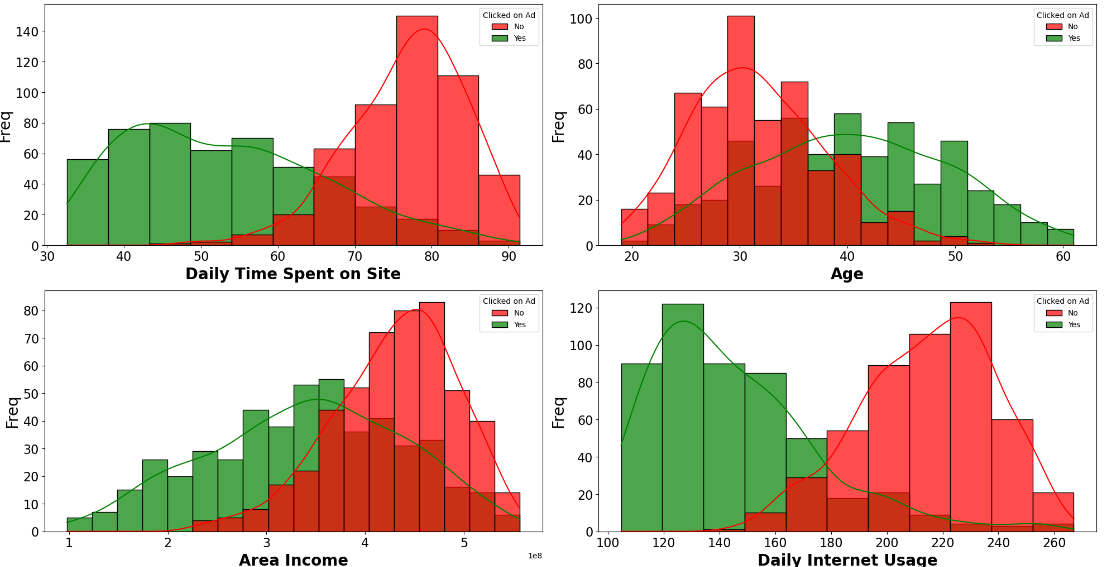 Clicked on Ad
No
Yes
Freq
140
120
100
80
60
40
20
0
30 40 50 60 70 80 90
Daily Time Spent on Site
Clicked on Ad
No
Yes
Freq
100
80
60
40
20
0
20 30 40 50 60
Age
Clicked on Ad
No
Yes
Freq
80
70
60
50
40
30
20
10
0
1 2 3 4 5
1e8
Area Income
Clicked on Ad
No
Yes
Freq
120
100
80
60
40
20
0
100 120 140 160 180 200 220 240 260
Daily Internet Usage